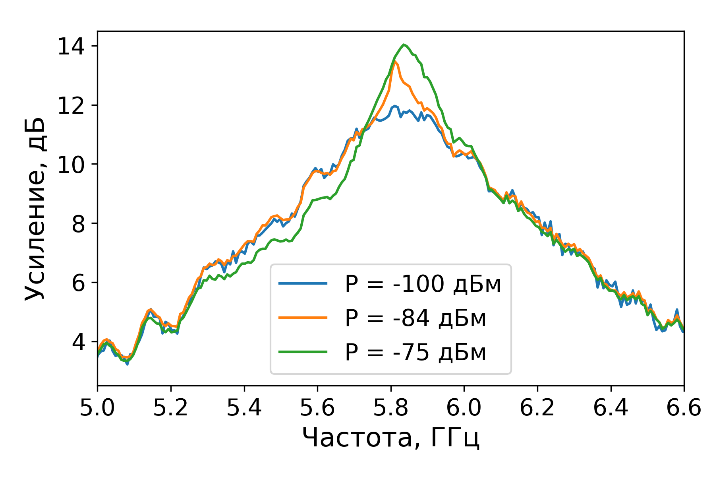 Усиление, дБ
14
12
10
8
6
4
P = -100 дБм
P = -84 дБм
P = -75 дБм
5.0 5.2 5.4 5.6 5.8 6.0 6.2 6.4 6.6
Частота, ГГц